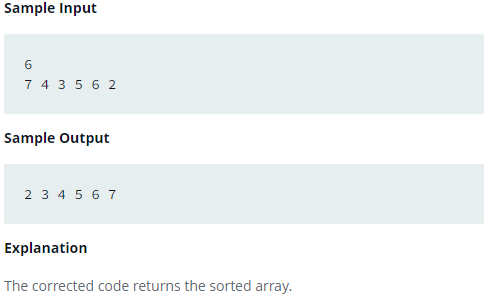 Sample Input
6
7 4 3 5 6 2
Sample Output
2 3 4 5 6 7
Explanation
The corrected code returns the sorted array.